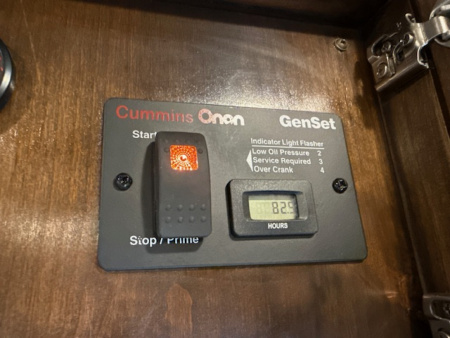 Cummins Onan
GenSet
Start
Indicator Light Flasher
Low Oil Pressure 2
Service Required 3
Over Crank 4
HOURS
Stop / Prime